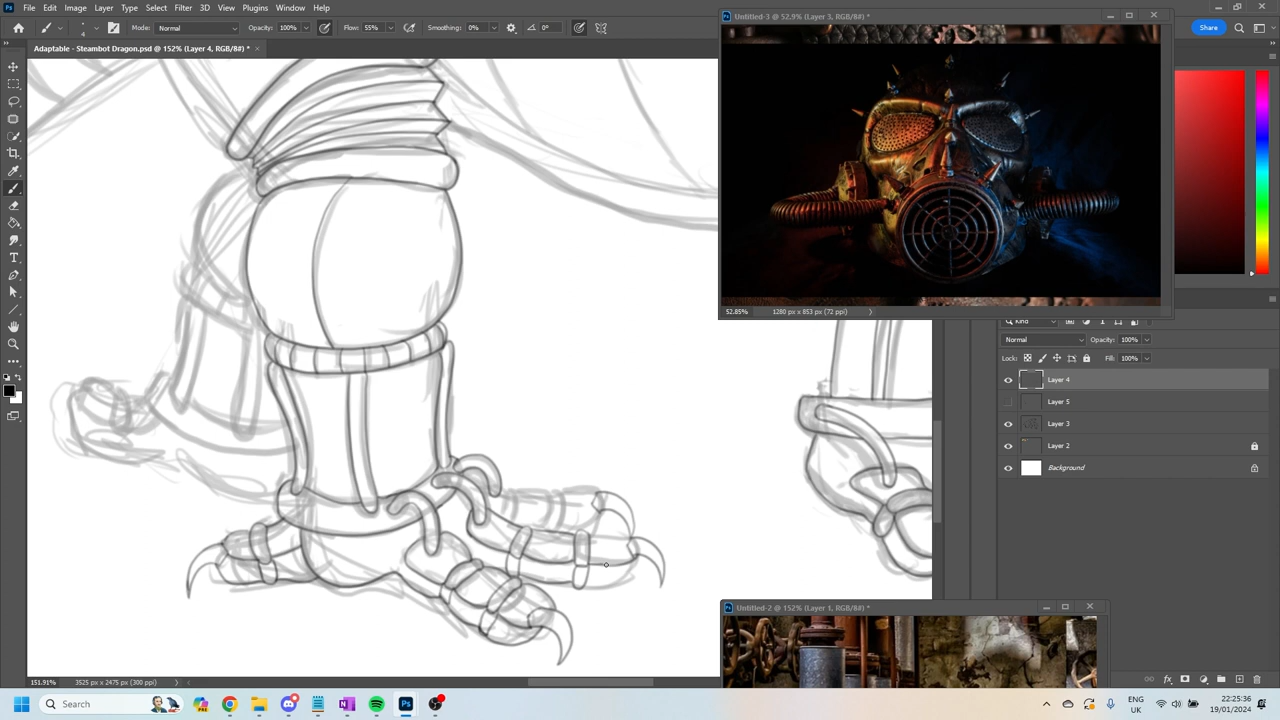 File Edit Image Layer Type Select Filter 3D View Plugins Window Help
Untitled-3 @ 52.9% (Layer 3, RGB/8#) *
4 Mode: Normal Opacity: 100% Flow: 55% Smoothing: 0% 0°
Share
Adaptable - Steambot Dragon.psd @ 152% (Layer 4, RGB/8#) * ×
52.85% 1280 px x 853 px (72 ppi)
Kind
Normal Opacity: 100%
Lock: Fill: 100%
Layer 4
Layer 5
Layer 3
Layer 2
Background
Untitled-2 @ 152% (Layer 1, RGB/8#) *
151.91% 3525 px x 2475 px (300 ppi)
Search
ENG
UK
22:25:36
19/01/2024